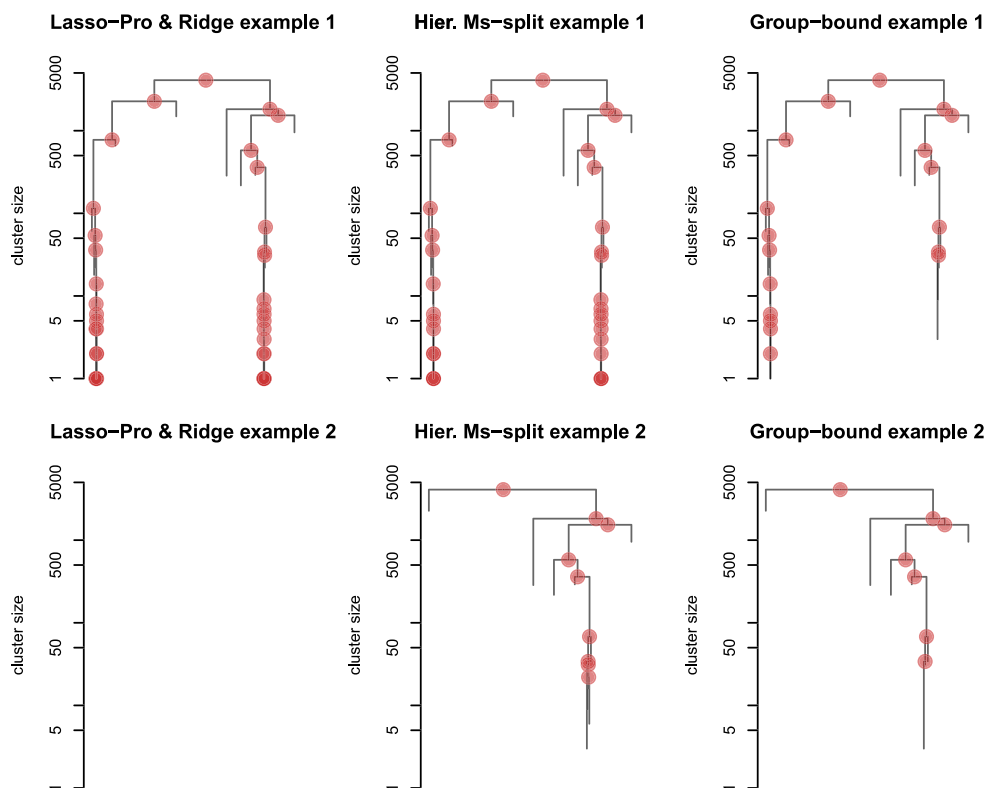 Lasso−Pro & Ridge example 1
Hier. Ms−split example 1
Group−bound example 1
cluster size
5000
500
50
5
1
cluster size
5000
500
50
5
1
cluster size
5000
500
50
5
1
Lasso−Pro & Ridge example 2
Hier. Ms−split example 2
Group−bound example 2
cluster size
5000
500
50
5
1
cluster size
5000
500
50
5
1
cluster size
5000
500
50
5
1